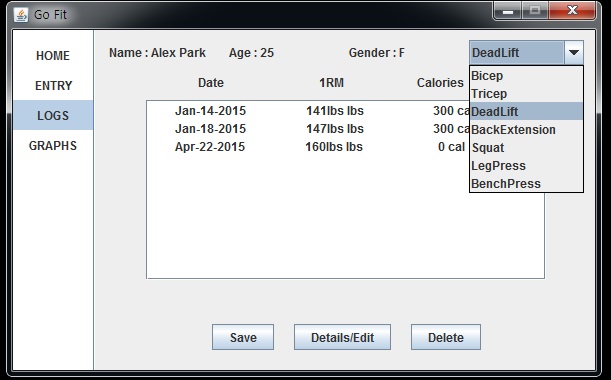 Go Fit
HOME
ENTRY
LOGS
GRAPHS
Name : Alex Park Age : 25 Gender : F DeadLift
Date 1RM Calories
Jan-14-2015 141lbs lbs 300
Jan-18-2015 147lbs lbs 300
Apr-22-2015 160lbs lbs 0 cal
Bicep
Tricep
DeadLift
BackExtension
Squat
LegPress
BenchPress
Save Details/Edit Delete